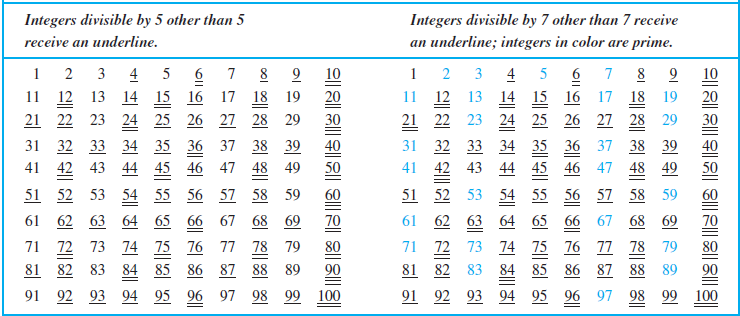 Integers divisible by 5 other than 5
receive an underline.
1 2 3 4 5 6 7 8 9 10
11 12 13 14 15 16 17 18 19 20
21 22 23 24 25 26 27 28 29 30
31 32 33 34 35 36 37 38 39 40
41 42 43 44 45 46 47 48 49 50
51 52 53 54 55 56 57 58 59 60
61 62 63 64 65 66 67 68 69 70
71 72 73 74 75 76 77 78 79 80
81 82 83 84 85 86 87 88 89 90
91 92 93 94 95 96 97 98 99 100
Integers divisible by 7 other than 7 receive
an underline; integers in color are prime.
1 2 3 4 5 6 7 8 9 10
11 12 13 14 15 16 17 18 19 20
21 22 23 24 25 26 27 28 29 30
31 32 33 34 35 36 37 38 39 40
41 42 43 44 45 46 47 48 49 50
51 52 53 54 55 56 57 58 59 60
61 62 63 64 65 66 67 68 69 70
71 72 73 74 75 76 77 78 79 80
81 82 83 84 85 86 87 88 89 90
91 92 93 94 95 96 97 98 99 100